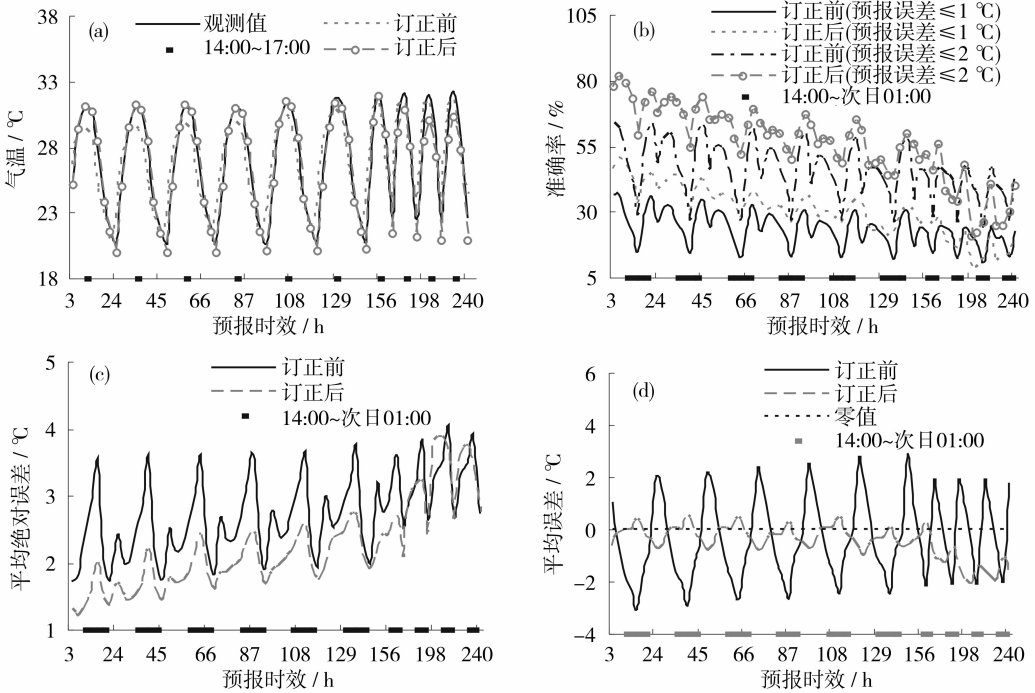 (a)
观测值
订正前
14:00~17:00
订正后
38
33
28
23
18
气温 / ℃
3 24 45 66 87 108 129 156 198 240
预报时效 / h
(b)
订正前(预报误差≤1 ℃)
订正后(预报误差≤1 ℃)
订正前(预报误差≤2 ℃)
订正后(预报误差≤2 ℃)
14:00~次日01:00
105
80
55
30
5
准确率 / %
3 24 45 66 87 108 129 156 198 240
预报时效 / h
(c)
订正前
订正后
14:00~次日01:00
5
4
3
2
1
平均绝对误差 / ℃
3 24 45 66 87 108 129 156 198 240
预报时效 / h
(d)
订正前
订正后
零值
14:00~次日01:00
6
4
2
0
−2
−4
平均误差 / ℃
3 24 45 66 87 108 129 156 198 240
预报时效 / h